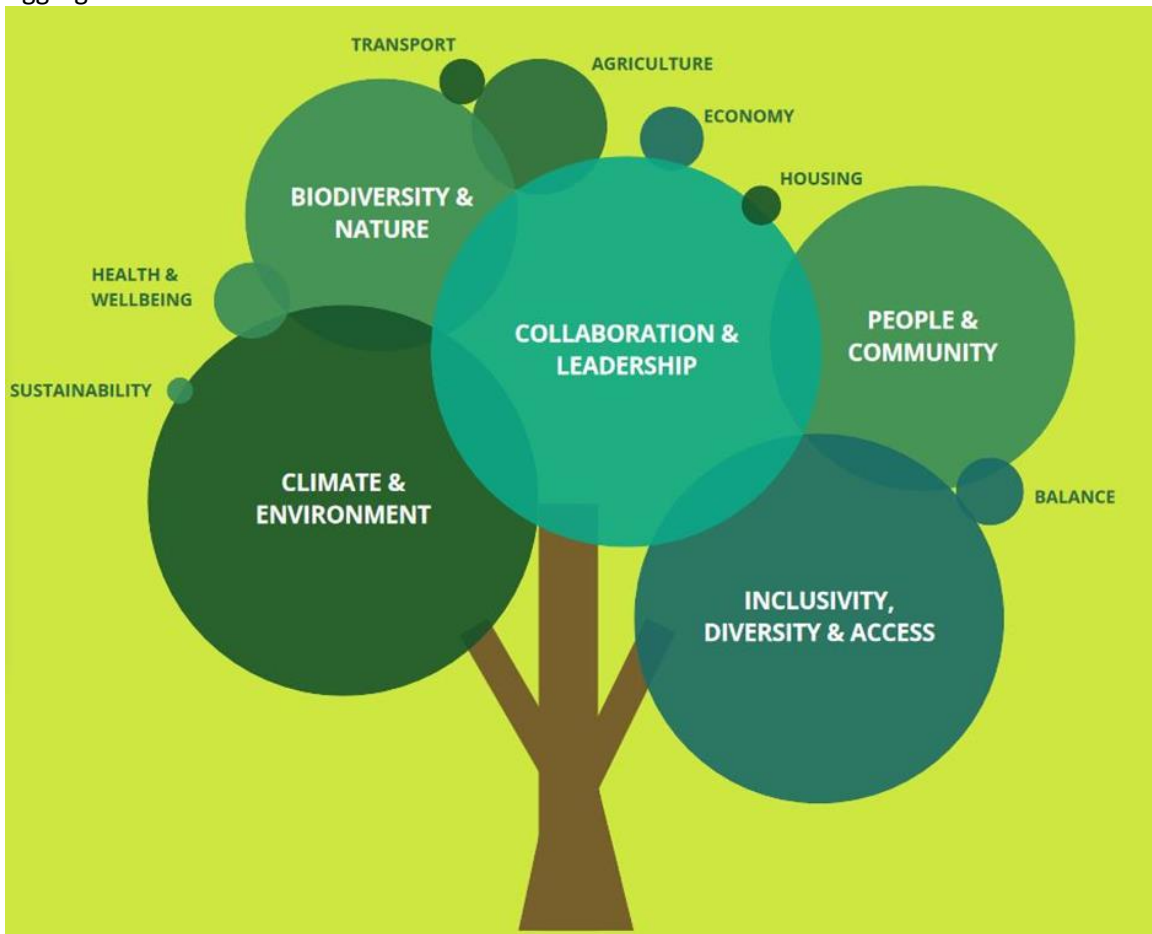 TRANSPORT
AGRICULTURE
ECONOMY
HOUSING
BIODIVERSITY &
NATURE
HEALTH &
WELLBEING
PEOPLE &
COMMUNITY
COLLABORATION &
LEADERSHIP
SUSTAINABILITY
CLIMATE &
ENVIRONMENT
BALANCE
INCLUSIVITY,
DIVERSITY & ACCESS